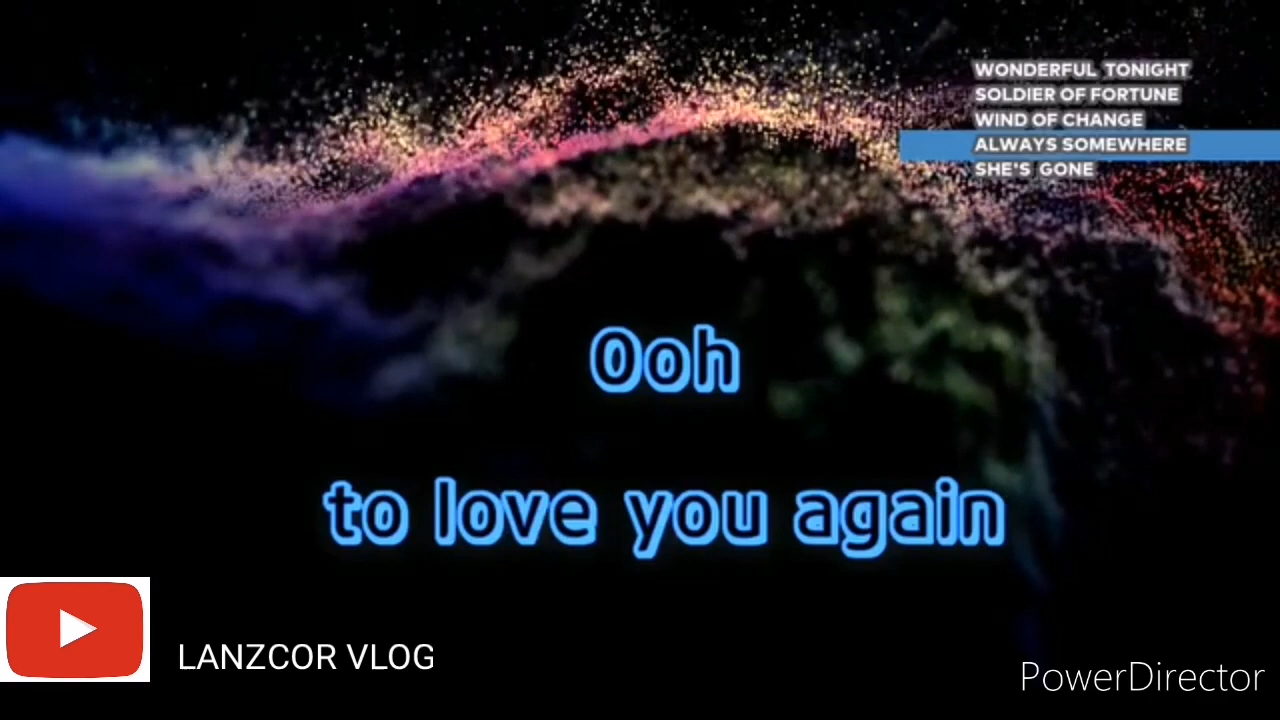 WONDERFUL TONIGHT
SOLDIER OF FORTUNE
WIND OF CHANGE
ALWAYS SOMEWHERE
SHE'S GONE
Ooh
to love you again
LANZCOR VLOG
PowerDirector